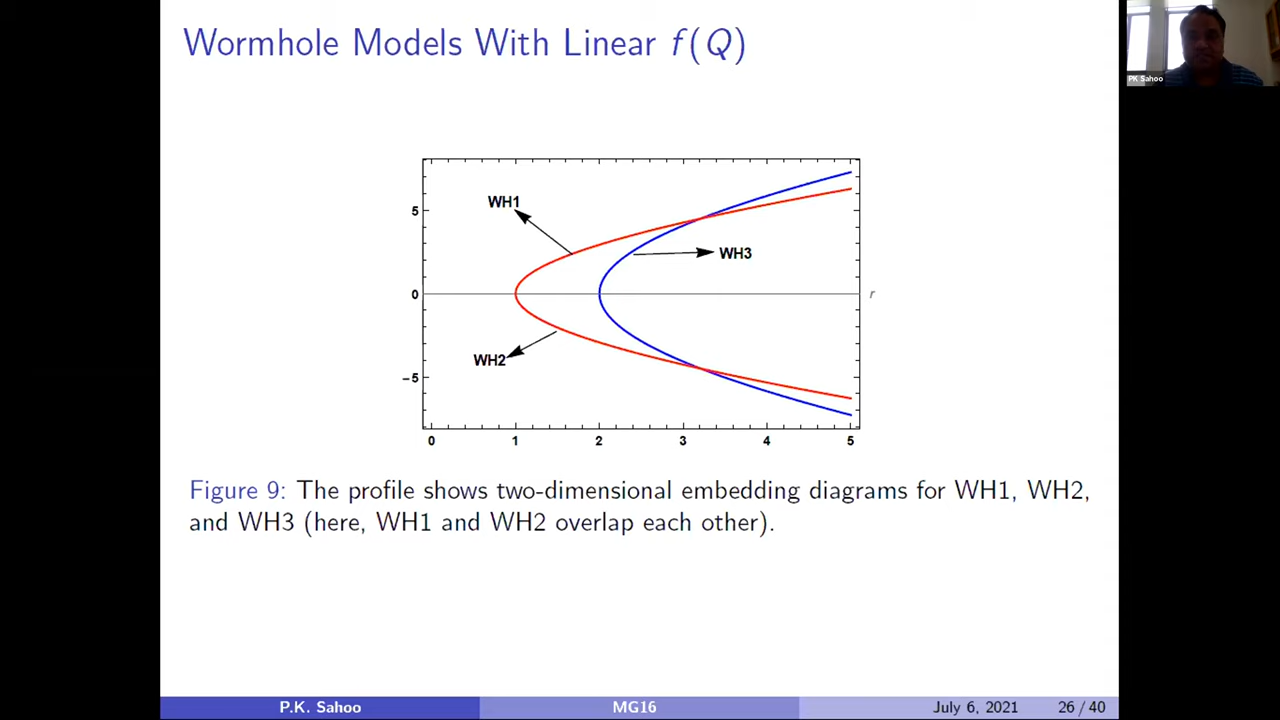 Wormhole Models With Linear f(Q)
PK Sahoo
WH1
5
WH3
0
r
WH2
−5
0 1 2 3 4 5
Figure 9: The profile shows two-dimensional embedding diagrams for WH1, WH2,
and WH3 (here, WH1 and WH2 overlap each other).
P.K. Sahoo MG16 July 6, 2021 26 / 40